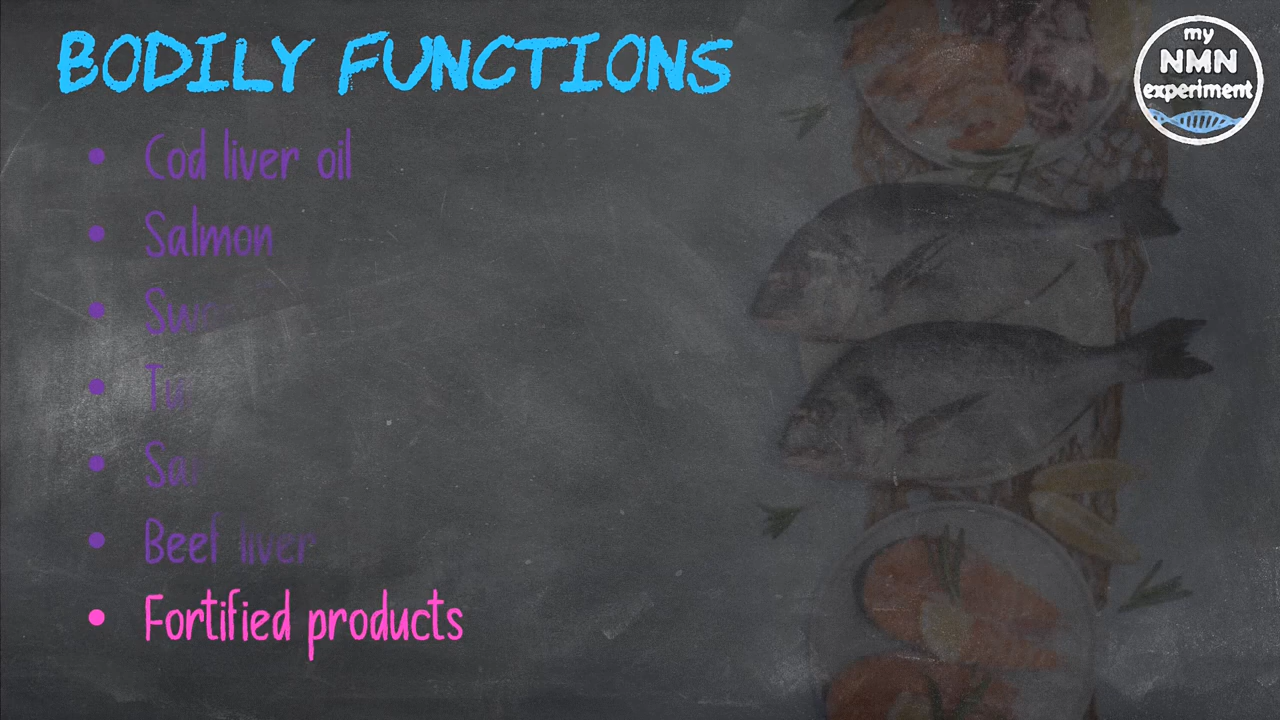 BODILY FUNCTIONS
my
NMN
experiment
• Cod liver oil
• Salmon
• Beef liver
• Fortified products